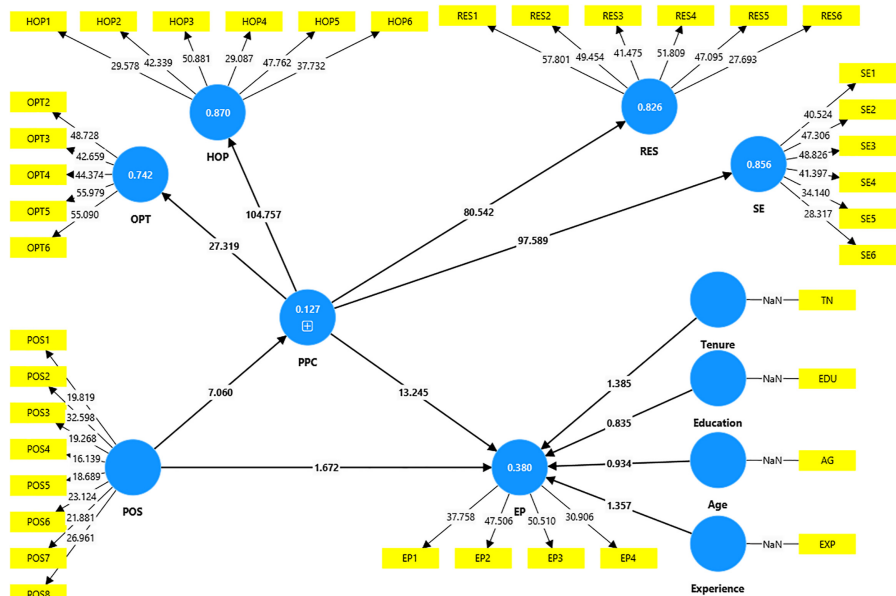 HOP1 HOP2 HOP3 HOP4 HOP5 HOP6
29.578 42.339 50.881 29.087 47.762 37.732
0.870
HOP
RES1 RES2 RES3 RES4 RES5 RES6
57.801 49.454 41.475 51.809 47.095 27.693
0.826
RES
OPT2
OPT3
OPT4
OPT5
OPT6
48.728
42.659
44.374
55.979
55.090
0.742
OPT
SE1
SE2
SE3
SE4
SE5
SE6
40.524
47.306
48.826
41.397
34.140
28.317
0.856
SE
104.757
27.319
80.542
97.589
0.127
PPC
7.060
13.245
1.672
POS1
POS2
POS3
POS4
POS5
POS6
POS7
POS8
19.819
32.598
19.268
16.139
18.689
23.124
21.881
26.961
POS
0.380
EP
37.758 47.506 50.510 30.906
EP1 EP2 EP3 EP4
1.385
0.835
0.934
1.357
NaN TN
Tenure
NaN EDU
Education
NaN AG
Age
NaN EXP
Experience